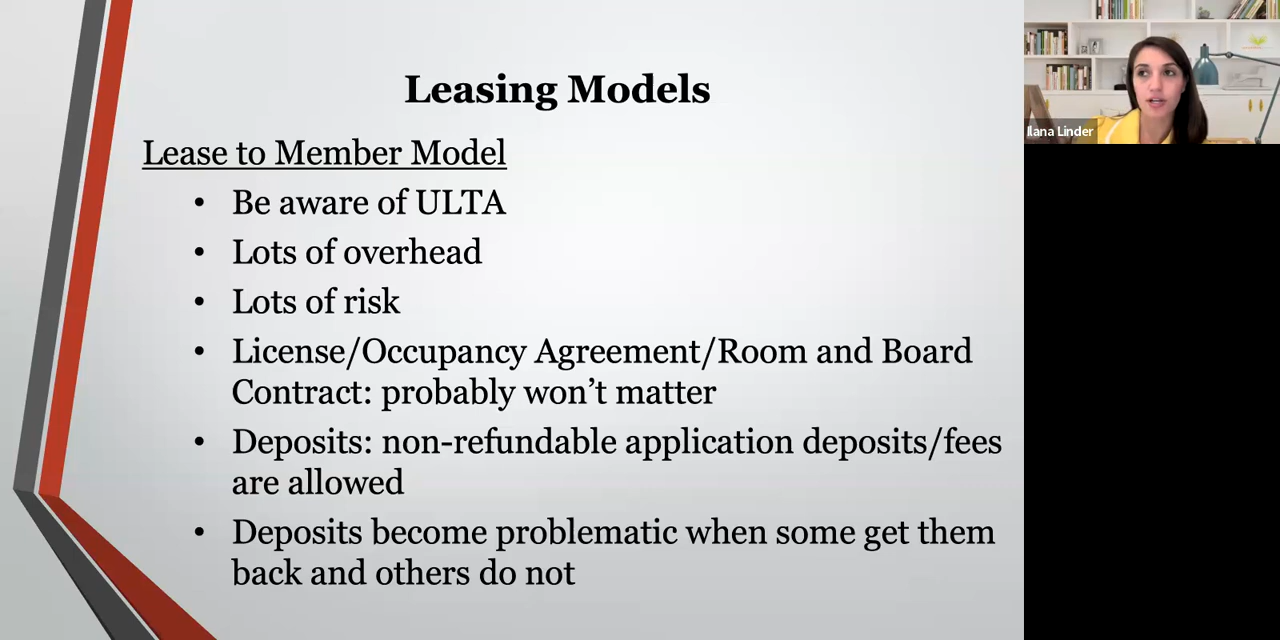 Leasing Models
Lease to Member Model
• Be aware of ULTA
• Lots of overhead
• Lots of risk
• License/Occupancy Agreement/Room and Board
Contract: probably won’t matter
• Deposits: non-refundable application deposits/fees
are allowed
• Deposits become problematic when some get them
back and others do not
Ilana Linder